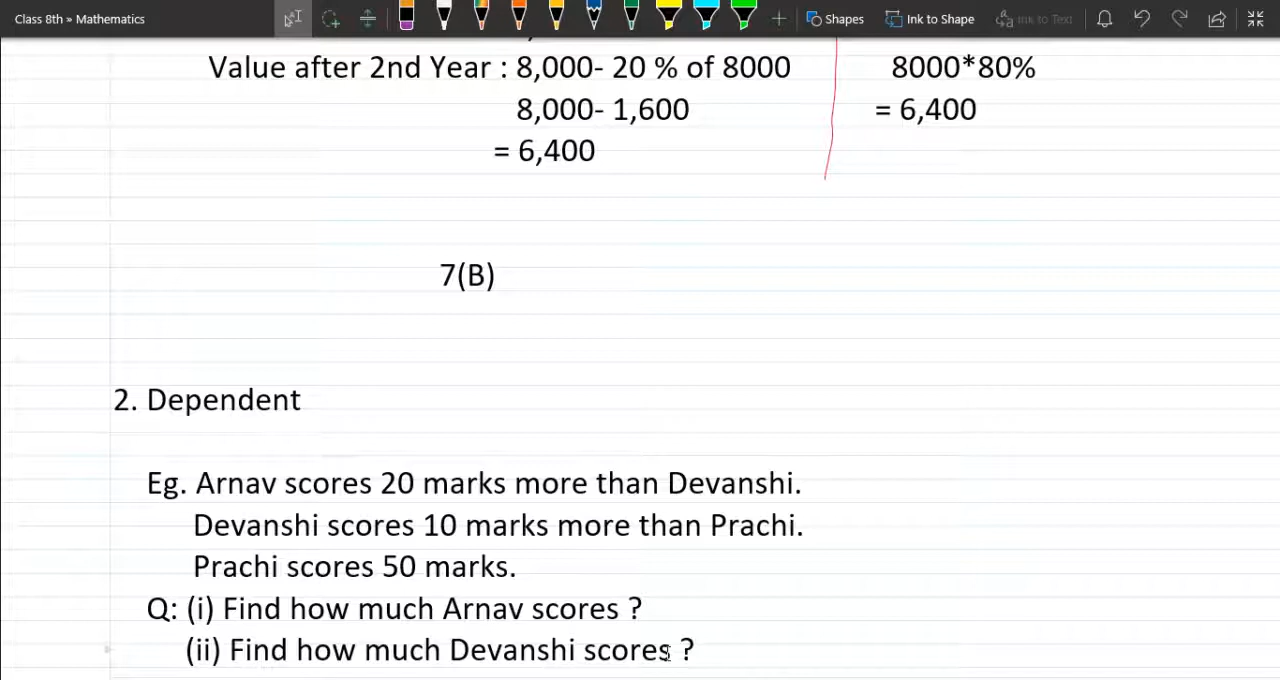 Class 8th » Mathematics
Shapes
Ink to Shape
Ink to Text
Value after 2nd Year : 8,000- 20 % of 8000
8000*80%
8,000- 1,600
= 6,400
= 6,400
7(B)
2. Dependent
Eg. Arnav scores 20 marks more than Devanshi.
Devanshi scores 10 marks more than Prachi.
Prachi scores 50 marks.
Q: (i) Find how much Arnav scores ?
(ii) Find how much Devanshi scores ?